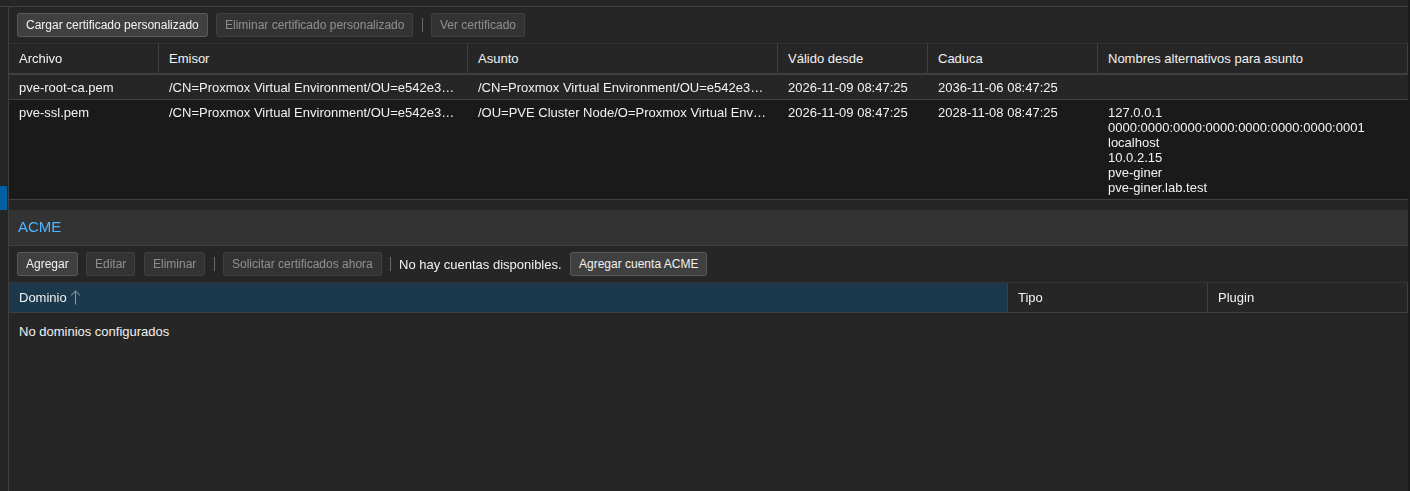 Cargar certificado personalizado Eliminar certificado personalizado Ver certificado
Archivo Emisor Asunto Válido desde Caduca Nombres alternativos para asunto
pve-root-ca.pem /CN=Proxmox Virtual Environment/OU=e542e3… /CN=Proxmox Virtual Environment/OU=e542e3… 2026-11-09 08:47:25 2036-11-06 08:47:25
pve-ssl.pem /CN=Proxmox Virtual Environment/OU=e542e3… /OU=PVE Cluster Node/O=Proxmox Virtual Env… 2026-11-09 08:47:25 2028-11-08 08:47:25 127.0.0.1
0000:0000:0000:0000:0000:0000:0000:0001
localhost
10.0.2.15
pve-giner
pve-giner.lab.test
ACME
Agregar Editar Eliminar Solicitar certificados ahora No hay cuentas disponibles. Agregar cuenta ACME
Dominio Tipo Plugin
No dominios configurados